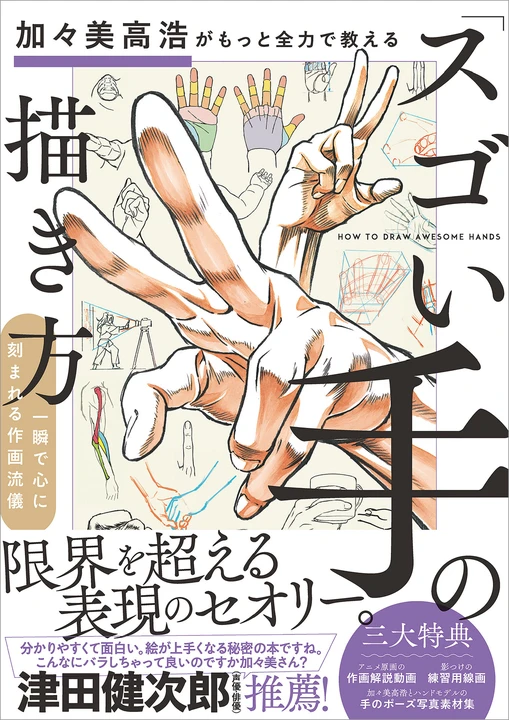 加々美高浩がもっと全力で教える
「スゴい手の
描き方
HOW TO DRAW AWESOME HANDS
一瞬で心に
刻まれる作画流儀
限界を超える
表現のセオリー。
分かりやすくて面白い。絵が上手くなる秘密の本ですね。
こんなにバラしちゃって良いのですか加々美さん?
津田健次郎(声優・俳優)推薦!
三大特典
アニメ原画の
作画解説動画
影つけの
練習用線画
加々美高浩とハンドモデルの
手のポーズ写真素材集